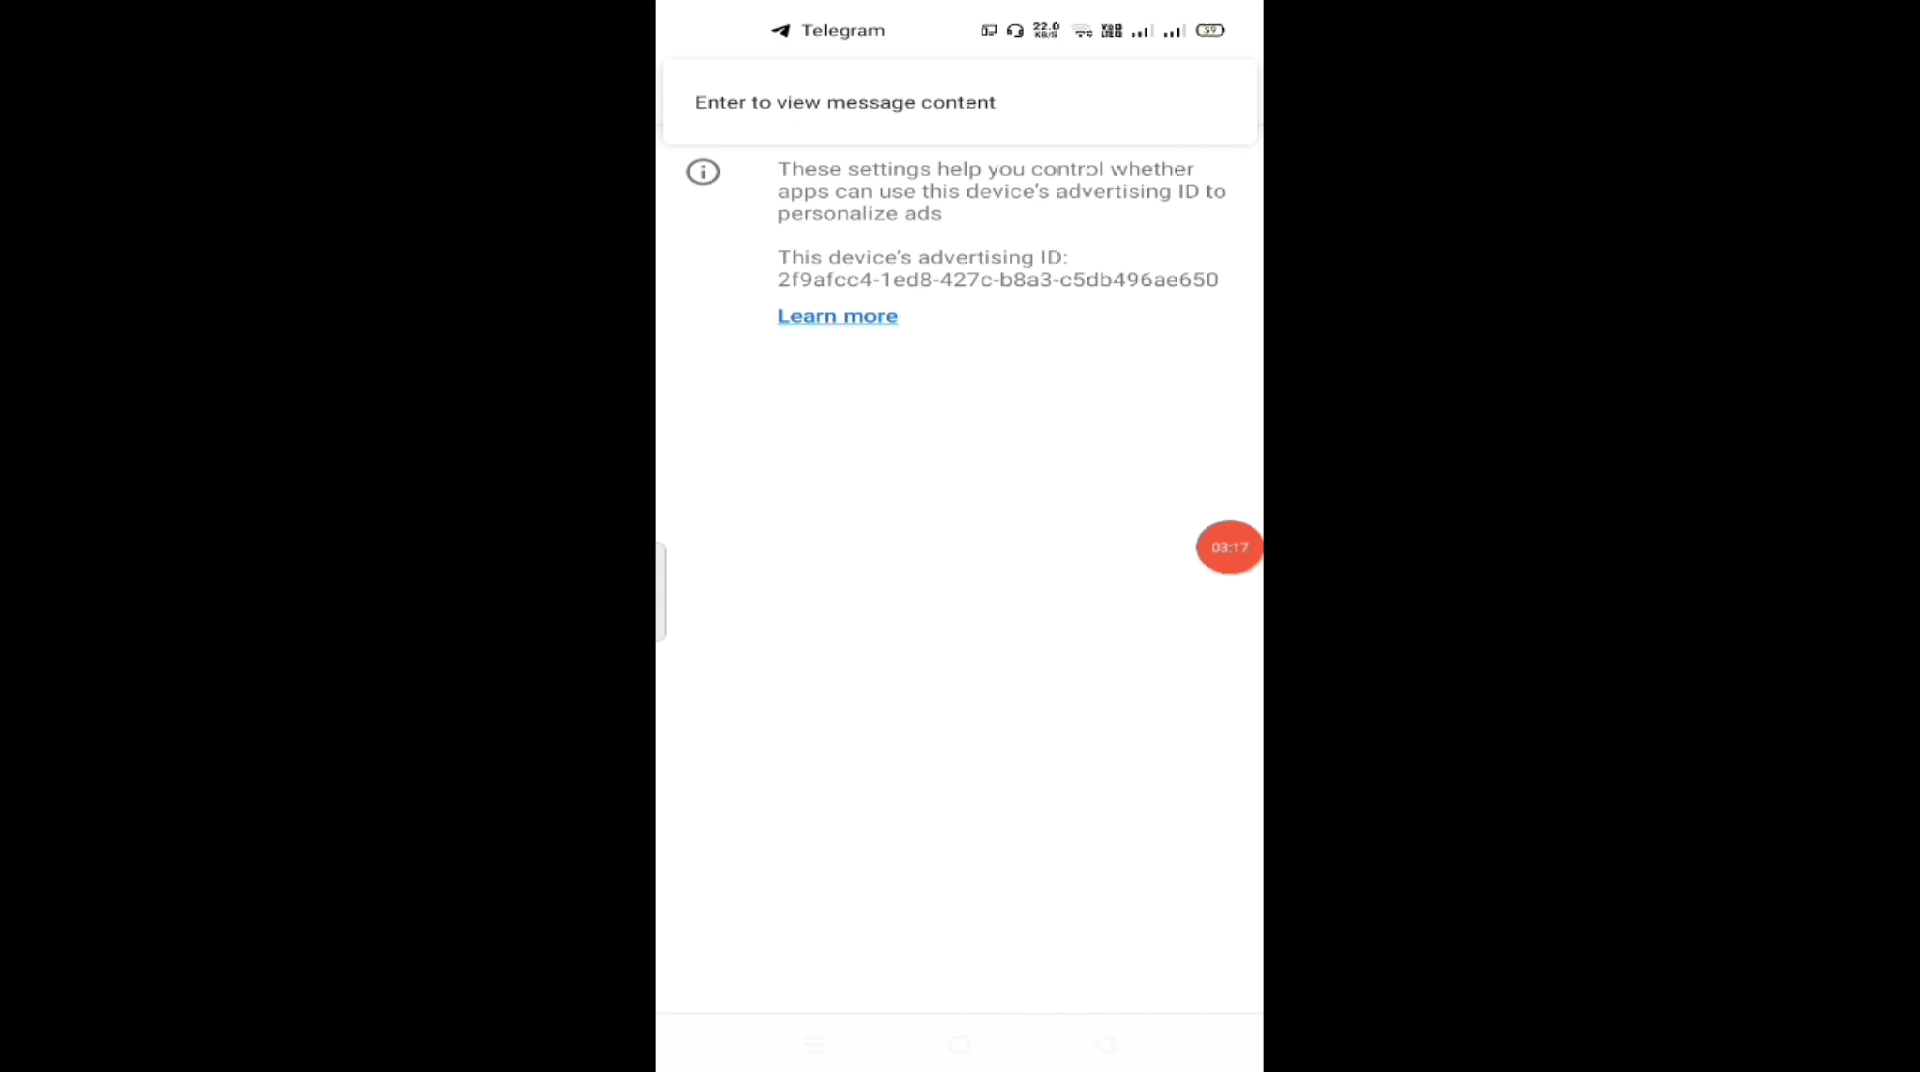 Telegram
22.0
KB/S
59
Enter to view message content
These settings help you control whether
apps can use this device's advertising ID to
personalize ads
This device's advertising ID:
2f9afcc4-1ed8-427c-b8a3-c5db496ae650
Learn more
03:17